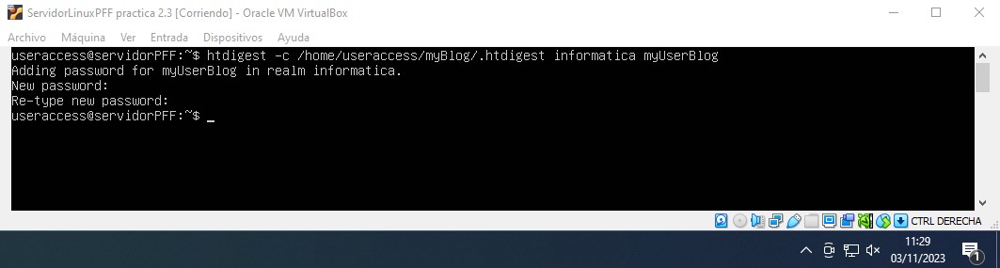 ServidorLinuxPFF practica 2.3 [Corriendo] - Oracle VM VirtualBox
Archivo Máquina Ver Entrada Dispositivos Ayuda
useraccess@servidorPFF:~$ htdigest -c /home/useraccess/myBlog/.htdigest informatica myUserBlog
Adding password for myUserBlog in realm informatica.
New password:
Re-type new password:
useraccess@servidorPFF:~$ _
CTRL DERECHA
11:29
03/11/2023
1